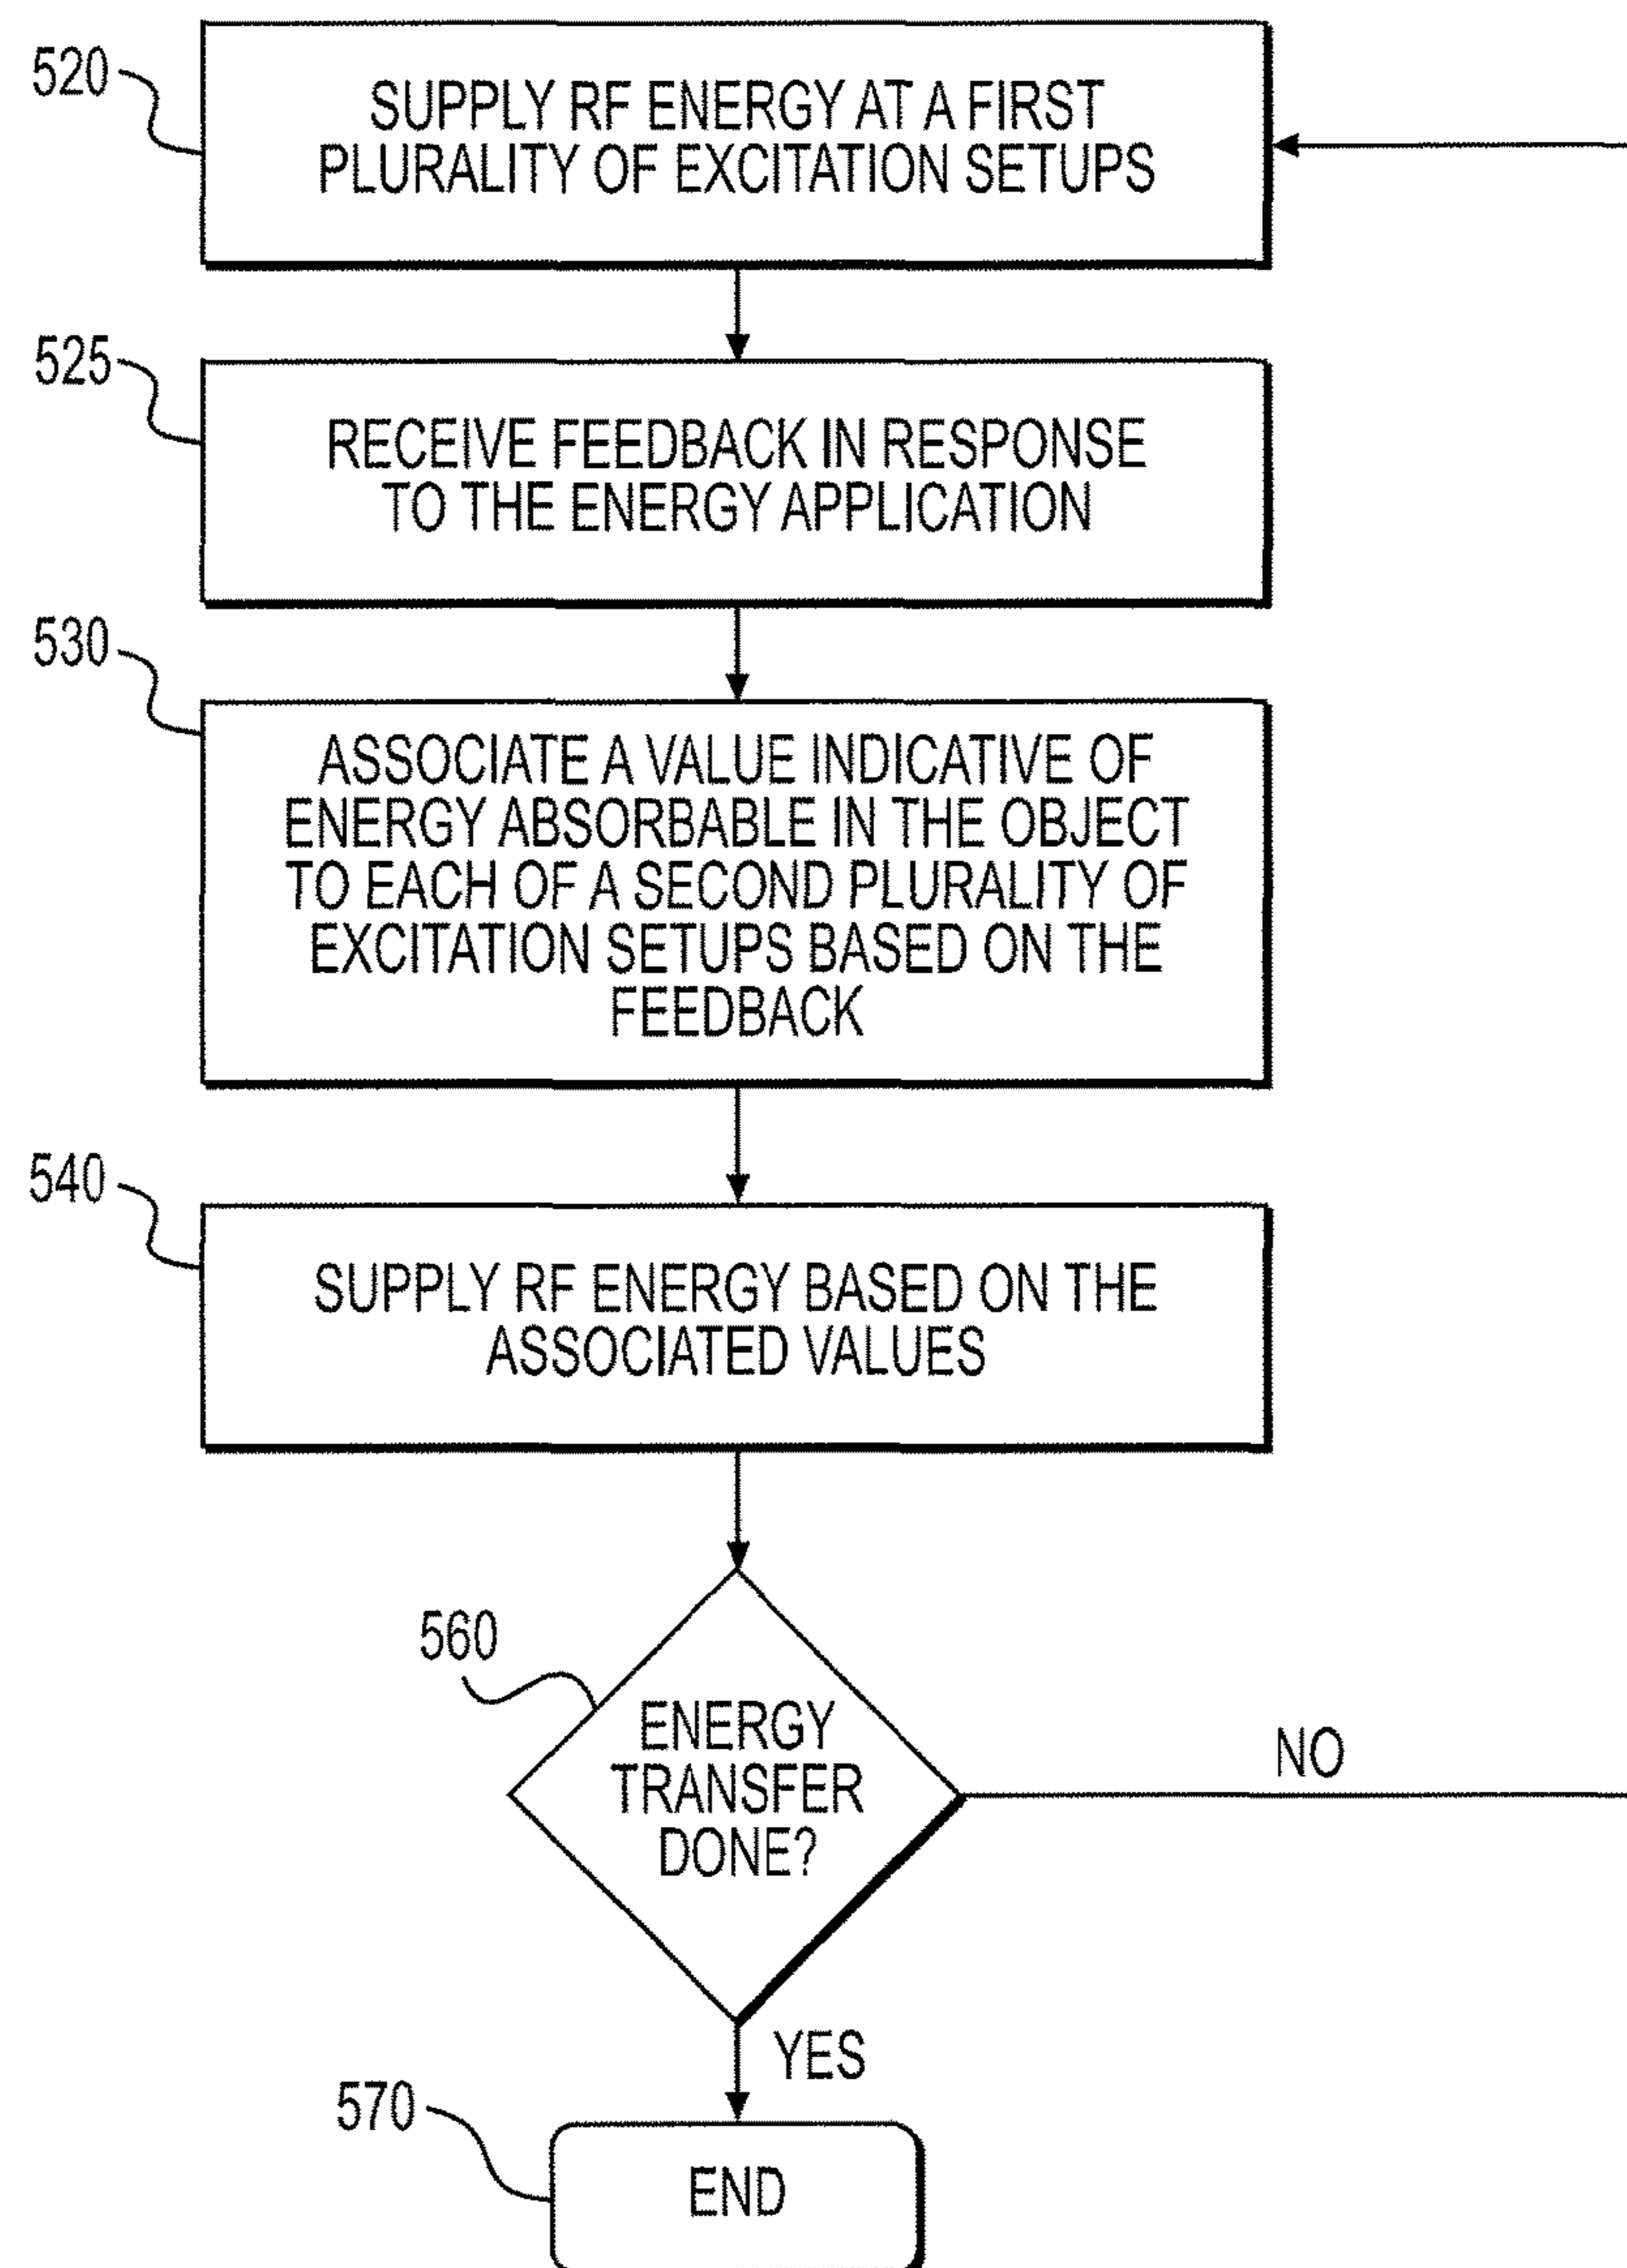 520
SUPPLY RF ENERGY AT A FIRST
PLURALITY OF EXCITATION SETUPS
525
RECEIVE FEEDBACK IN RESPONSE
TO THE ENERGY APPLICATION
530
ASSOCIATE A VALUE INDICATIVE OF
ENERGY ABSORBABLE IN THE OBJECT
TO EACH OF A SECOND PLURALITY OF
EXCITATION SETUPS BASED ON THE
FEEDBACK
540
SUPPLY RF ENERGY BASED ON THE
ASSOCIATED VALUES
560
ENERGY
TRANSFER
DONE?
NO
YES
570
END